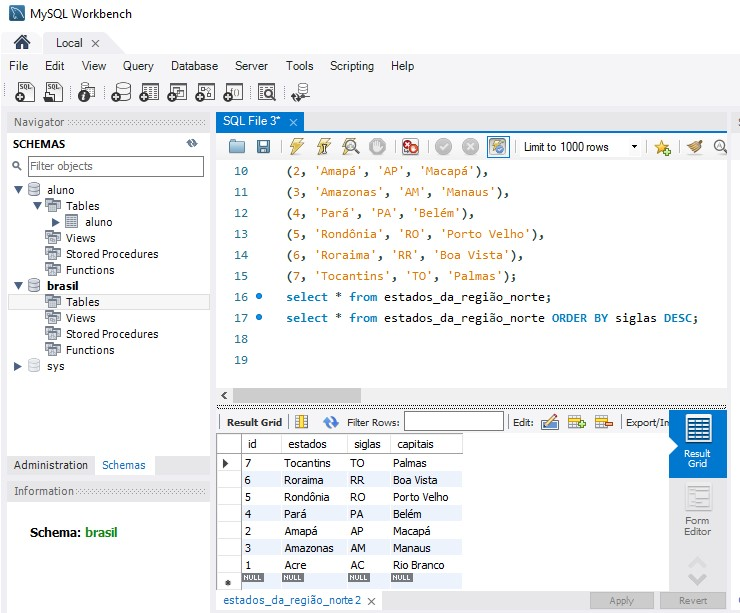 MySQL Workbench
Local
File Edit View Query Database Server Tools Scripting Help
Navigator
SCHEMAS
Filter objects
aluno
Tables
aluno
Views
Stored Procedures
Functions
brasil
Tables
Views
Stored Procedures
Functions
sys
Administration Schemas
Information
Schema: brasil
SQL File 3*
Limit to 1000 rows
10 (2, 'Amapá', 'AP', 'Macapá'),
11 (3, 'Amazonas', 'AM', 'Manaus'),
12 (4, 'Pará', 'PA', 'Belém'),
13 (5, 'Rondônia', 'RO', 'Porto Velho'),
14 (6, 'Roraima', 'RR', 'Boa Vista'),
15 (7, 'Tocantins', 'TO', 'Palmas');
16 select * from estados_da_região_norte;
17 select * from estados_da_região_norte ORDER BY siglas DESC;
18
19
Result Grid Filter Rows: Edit: Export/Im
id estados siglas capitais
7 Tocantins TO Palmas
6 Roraima RR Boa Vista
5 Rondônia RO Porto Velho
4 Pará PA Belém
2 Amapá AP Macapá
3 Amazonas AM Manaus
1 Acre AC Rio Branco
NULL NULL NULL NULL
Result
Grid
Form
Editor
estados_da_região_norte 2
Apply Revert